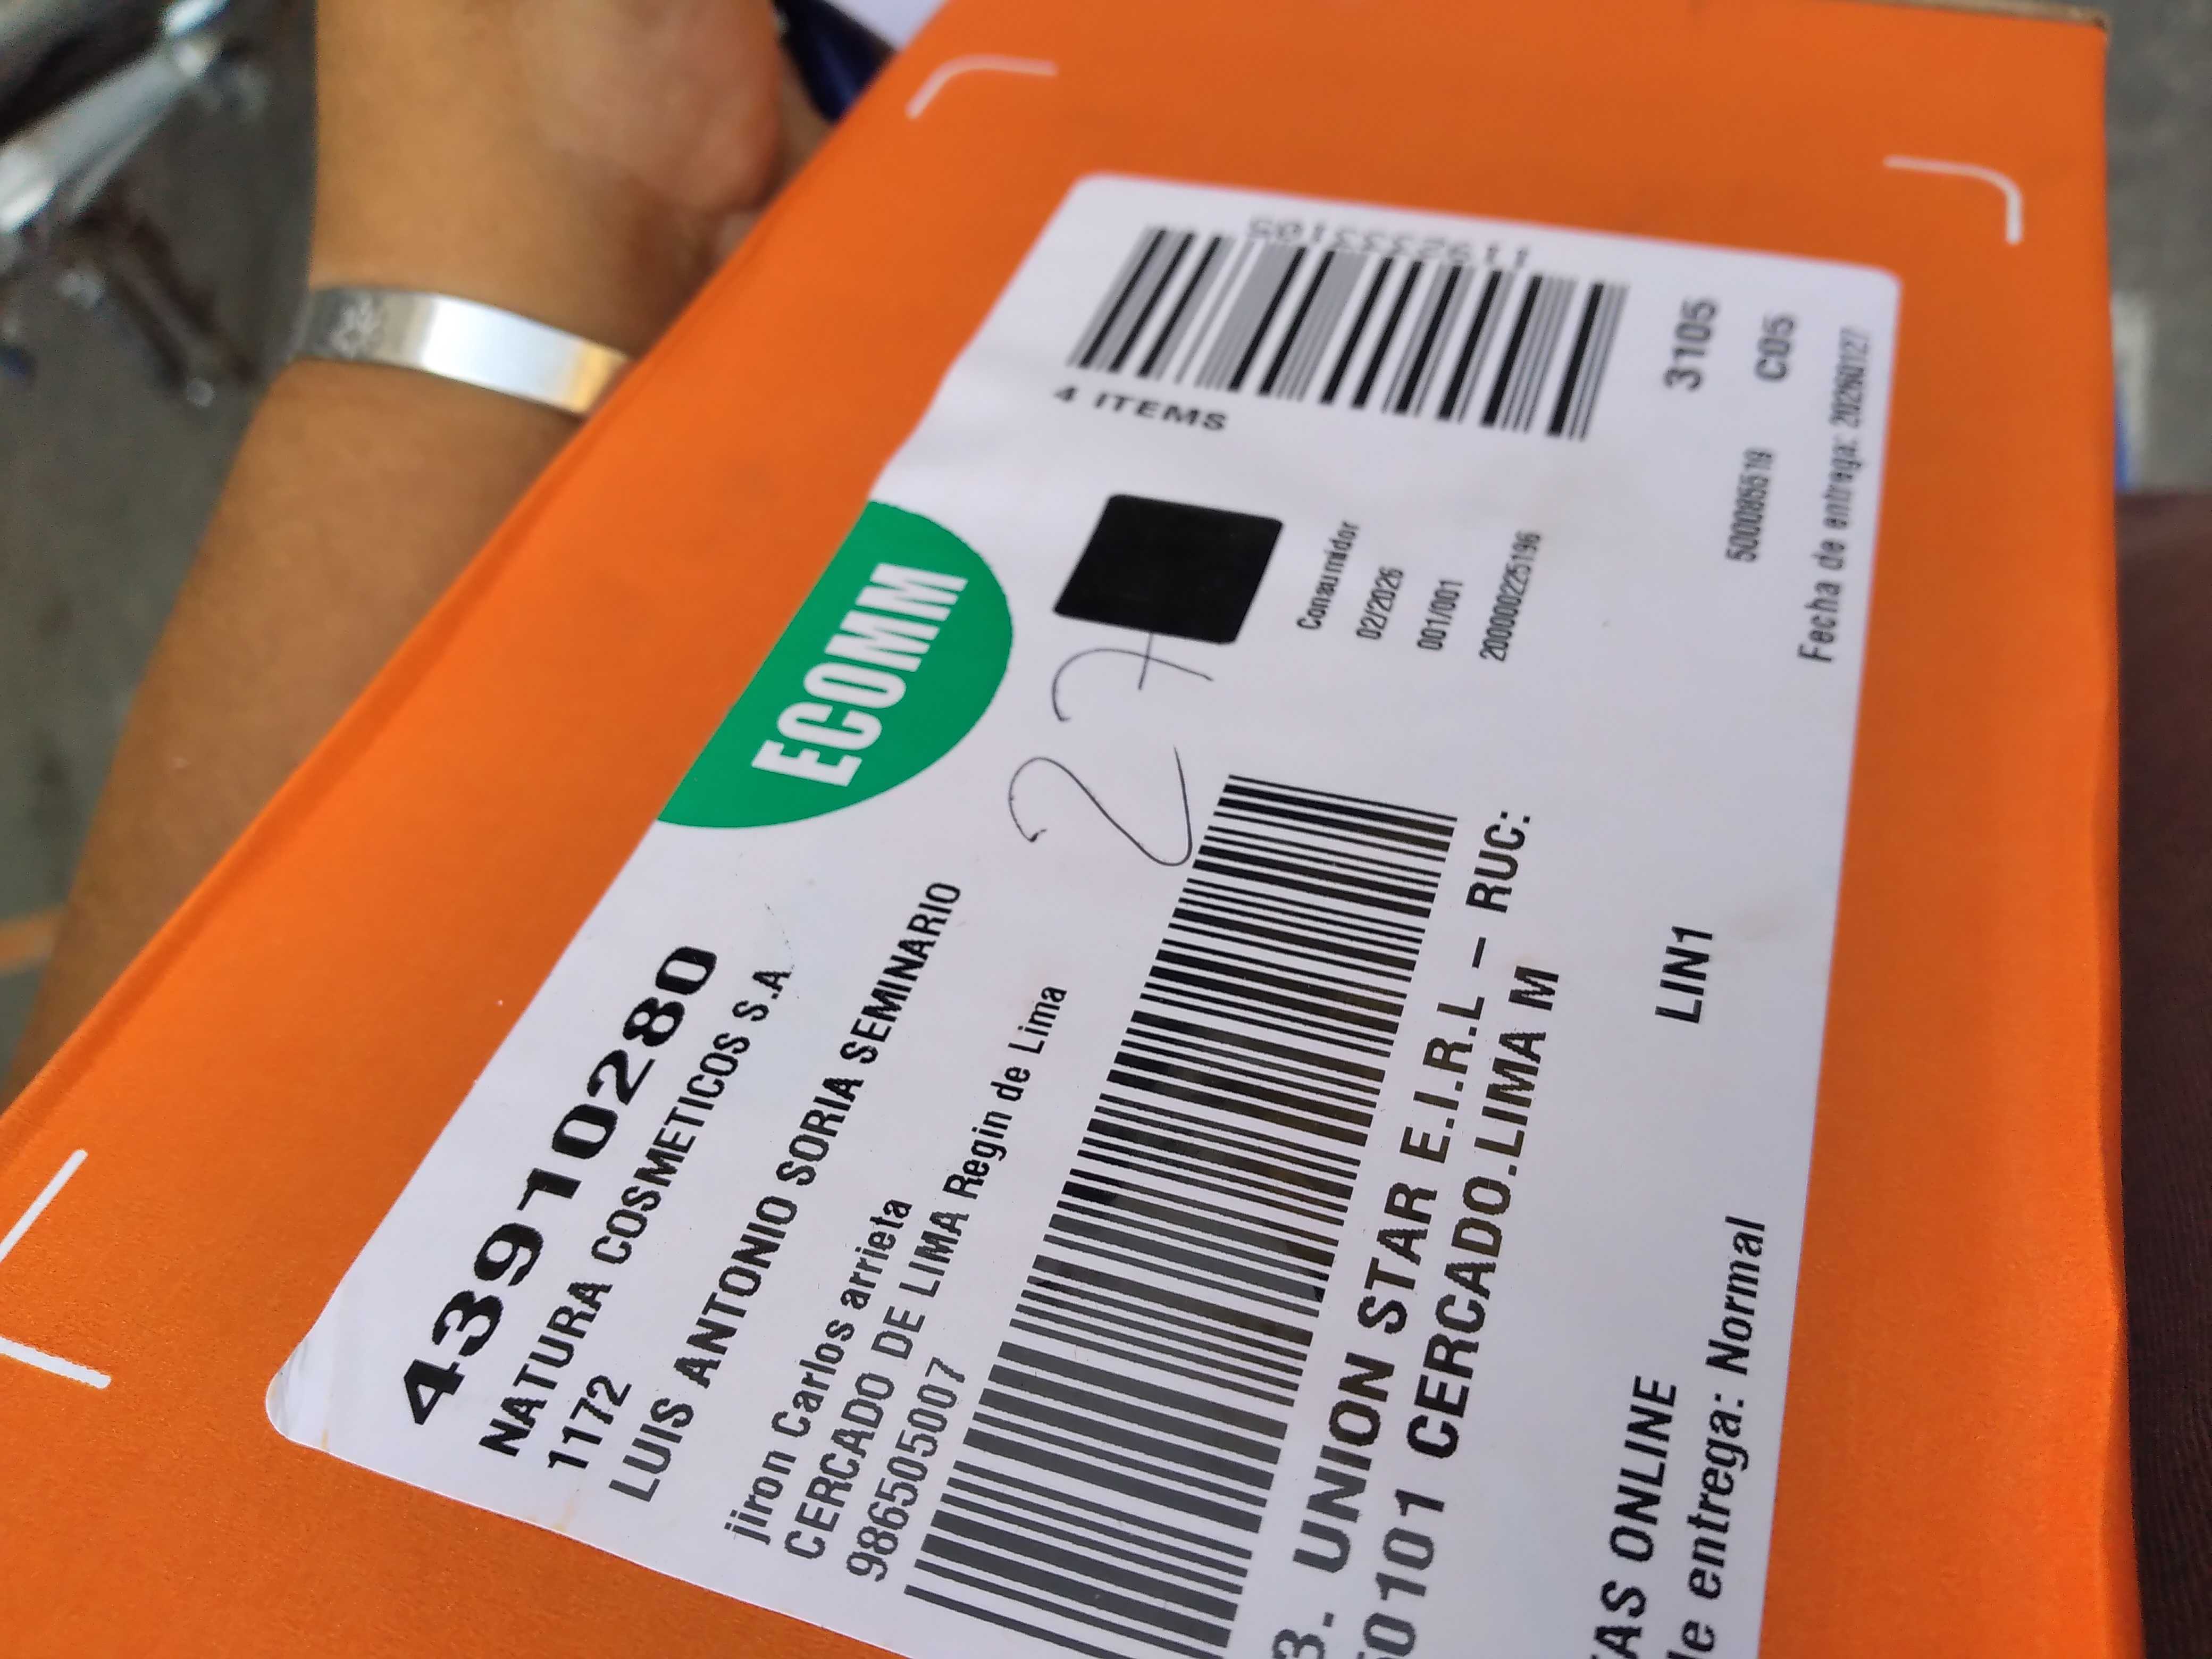 43910280
NATURA COSMETICOS S.A
1172
LUIS ANTONIO SORIA SEMINARIO
jiron Carlos arrieta
CERCADO DE LIMA Regin de Lima
986505007
ECOMM
27
4 ITEMS
Consumidor
02/2026
001/001
200000225196
3. UNION STAR E.I.R.L – RUC:
50101 CERCADO.LIMA M
LIN1
3105
500085519
C05
TAS ONLINE
de entrega: Normal
Fecha de entrega: 20260127